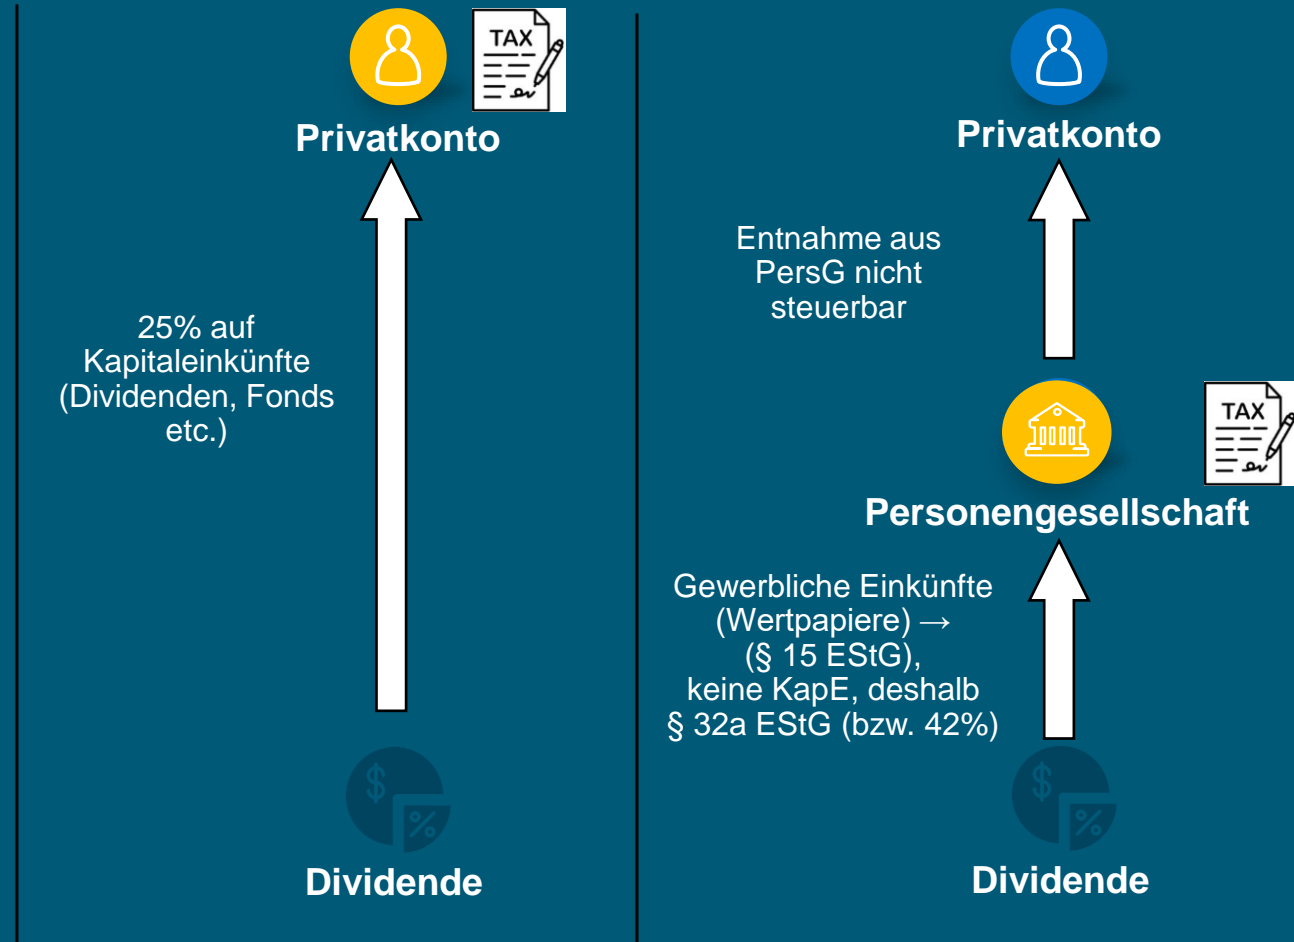 TAX
Privatkonto
25% auf
Kapitaleinkünfte
(Dividenden, Fonds
etc.)
$
%
Dividende
Privatkonto
Entnahme aus
PersG nicht
steuerbar
TAX
Personengesellschaft
Gewerbliche Einkünfte
(Wertpapiere) →
(§ 15 EStG),
keine KapE, deshalb
§ 32a EStG (bzw. 42%)
$
%
Dividende